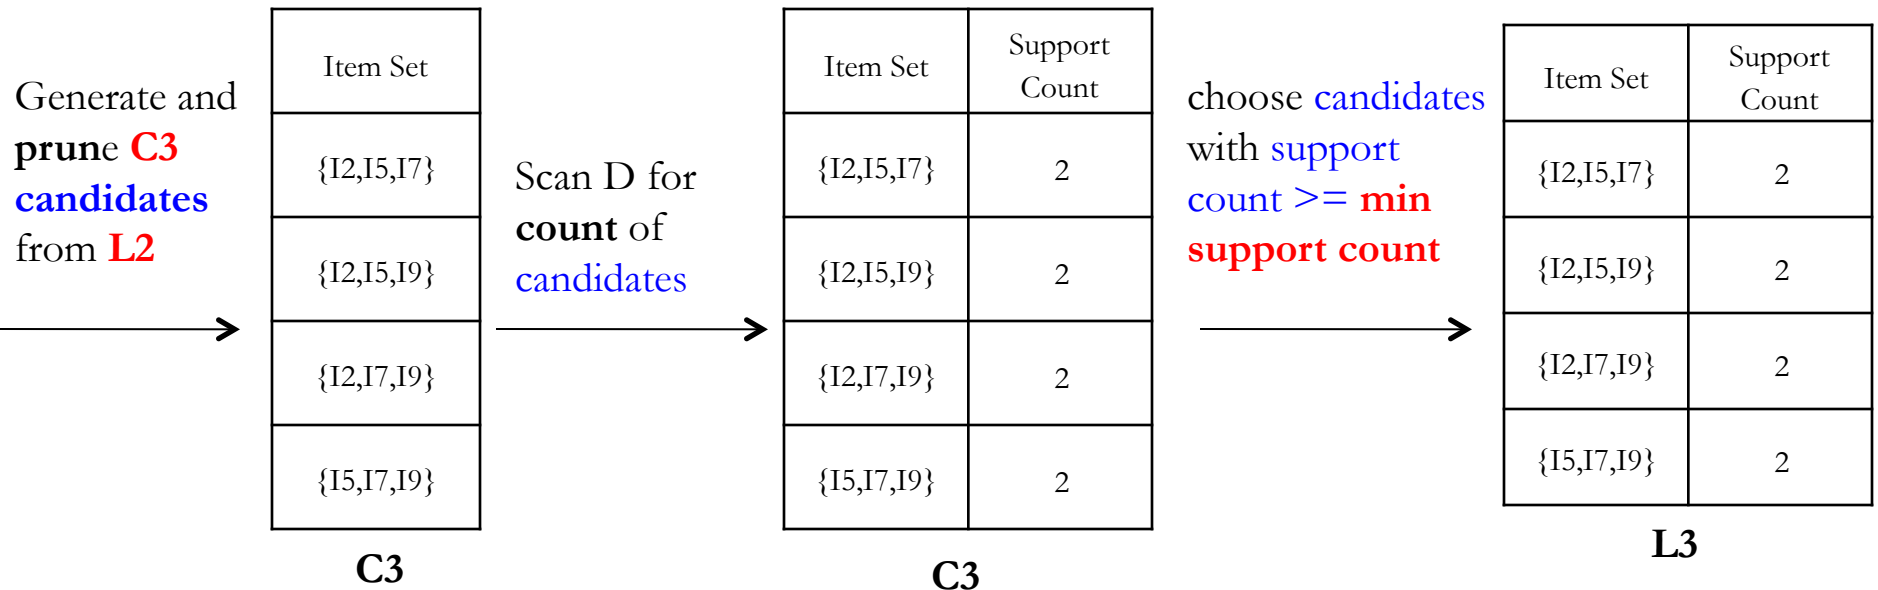 Generate and
prune C3
candidates
from L2
Item Set
{I2,I5,I7}
{I2,I5,I9}
{I2,I7,I9}
{I5,I7,I9}
C3
Scan D for
count of
candidates
Item Set
Support
Count
{I2,I5,I7}
2
{I2,I5,I9}
2
{I2,I7,I9}
2
{I5,I7,I9}
2
C3
choose candidates
with support
count >= min
support count
Item Set
Support
Count
{I2,I5,I7}
2
{I2,I5,I9}
2
{I2,I7,I9}
2
{I5,I7,I9}
2
L3